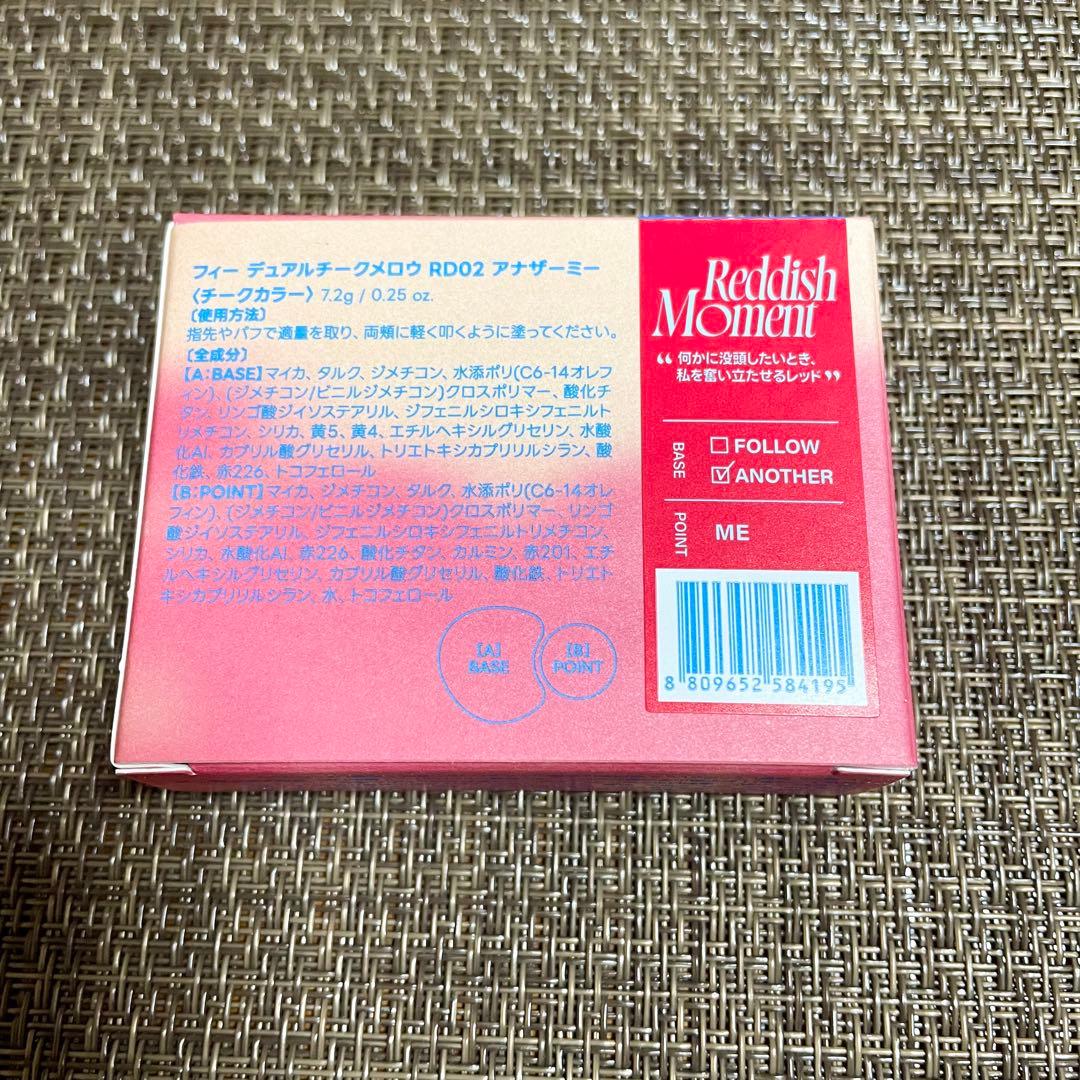 フィー デュアルチークメロウ RD02 アナザーミー
〈チークカラー〉 7.2g / 0.25 oz.
〔使用方法〕
指先やパフで適量を取り、両頬に軽く叩くように塗ってください。
〔全成分〕
【A:BASE】マイカ、タルク、ジメチコン、水添ポリ(C6-14オレ
フィン)、(ジメチコン/ビニルジメチコン)クロスポリマー、酸化チ
タン、リンゴ酸ジイソステアリル、ジフェニルシロキシフェニルト
リメチコン、シリカ、黄5、黄4、エチルヘキシルグリセリン、水酸
化Al、カプリル酸グリセリル、トリエトキシカプリリルシラン、酸
化鉄、赤226、トコフェロール
【B:POINT】マイカ、ジメチコン、タルク、水添ポリ(C6-14オレ
フィン)、(ジメチコン/ビニルジメチコン)クロスポリマー、リンゴ
酸ジイソステアリル、ジフェニルシロキシフェニルトリメチコン、
シリカ、水酸化Al、赤226、酸化チタン、カルミン、赤201、エチ
ルヘキシルグリセリン、カプリル酸グリセリル、酸化鉄、トリエト
キシカプリリルシラン、水、トコフェロール
[A]
BASE
[B]
POINT
Reddish
Moment
“ 何かに没頭したいとき、
私を奮い立たせるレッド ”
BASE
☐ FOLLOW
☑ ANOTHER
POINT
ME
8 809652 584195